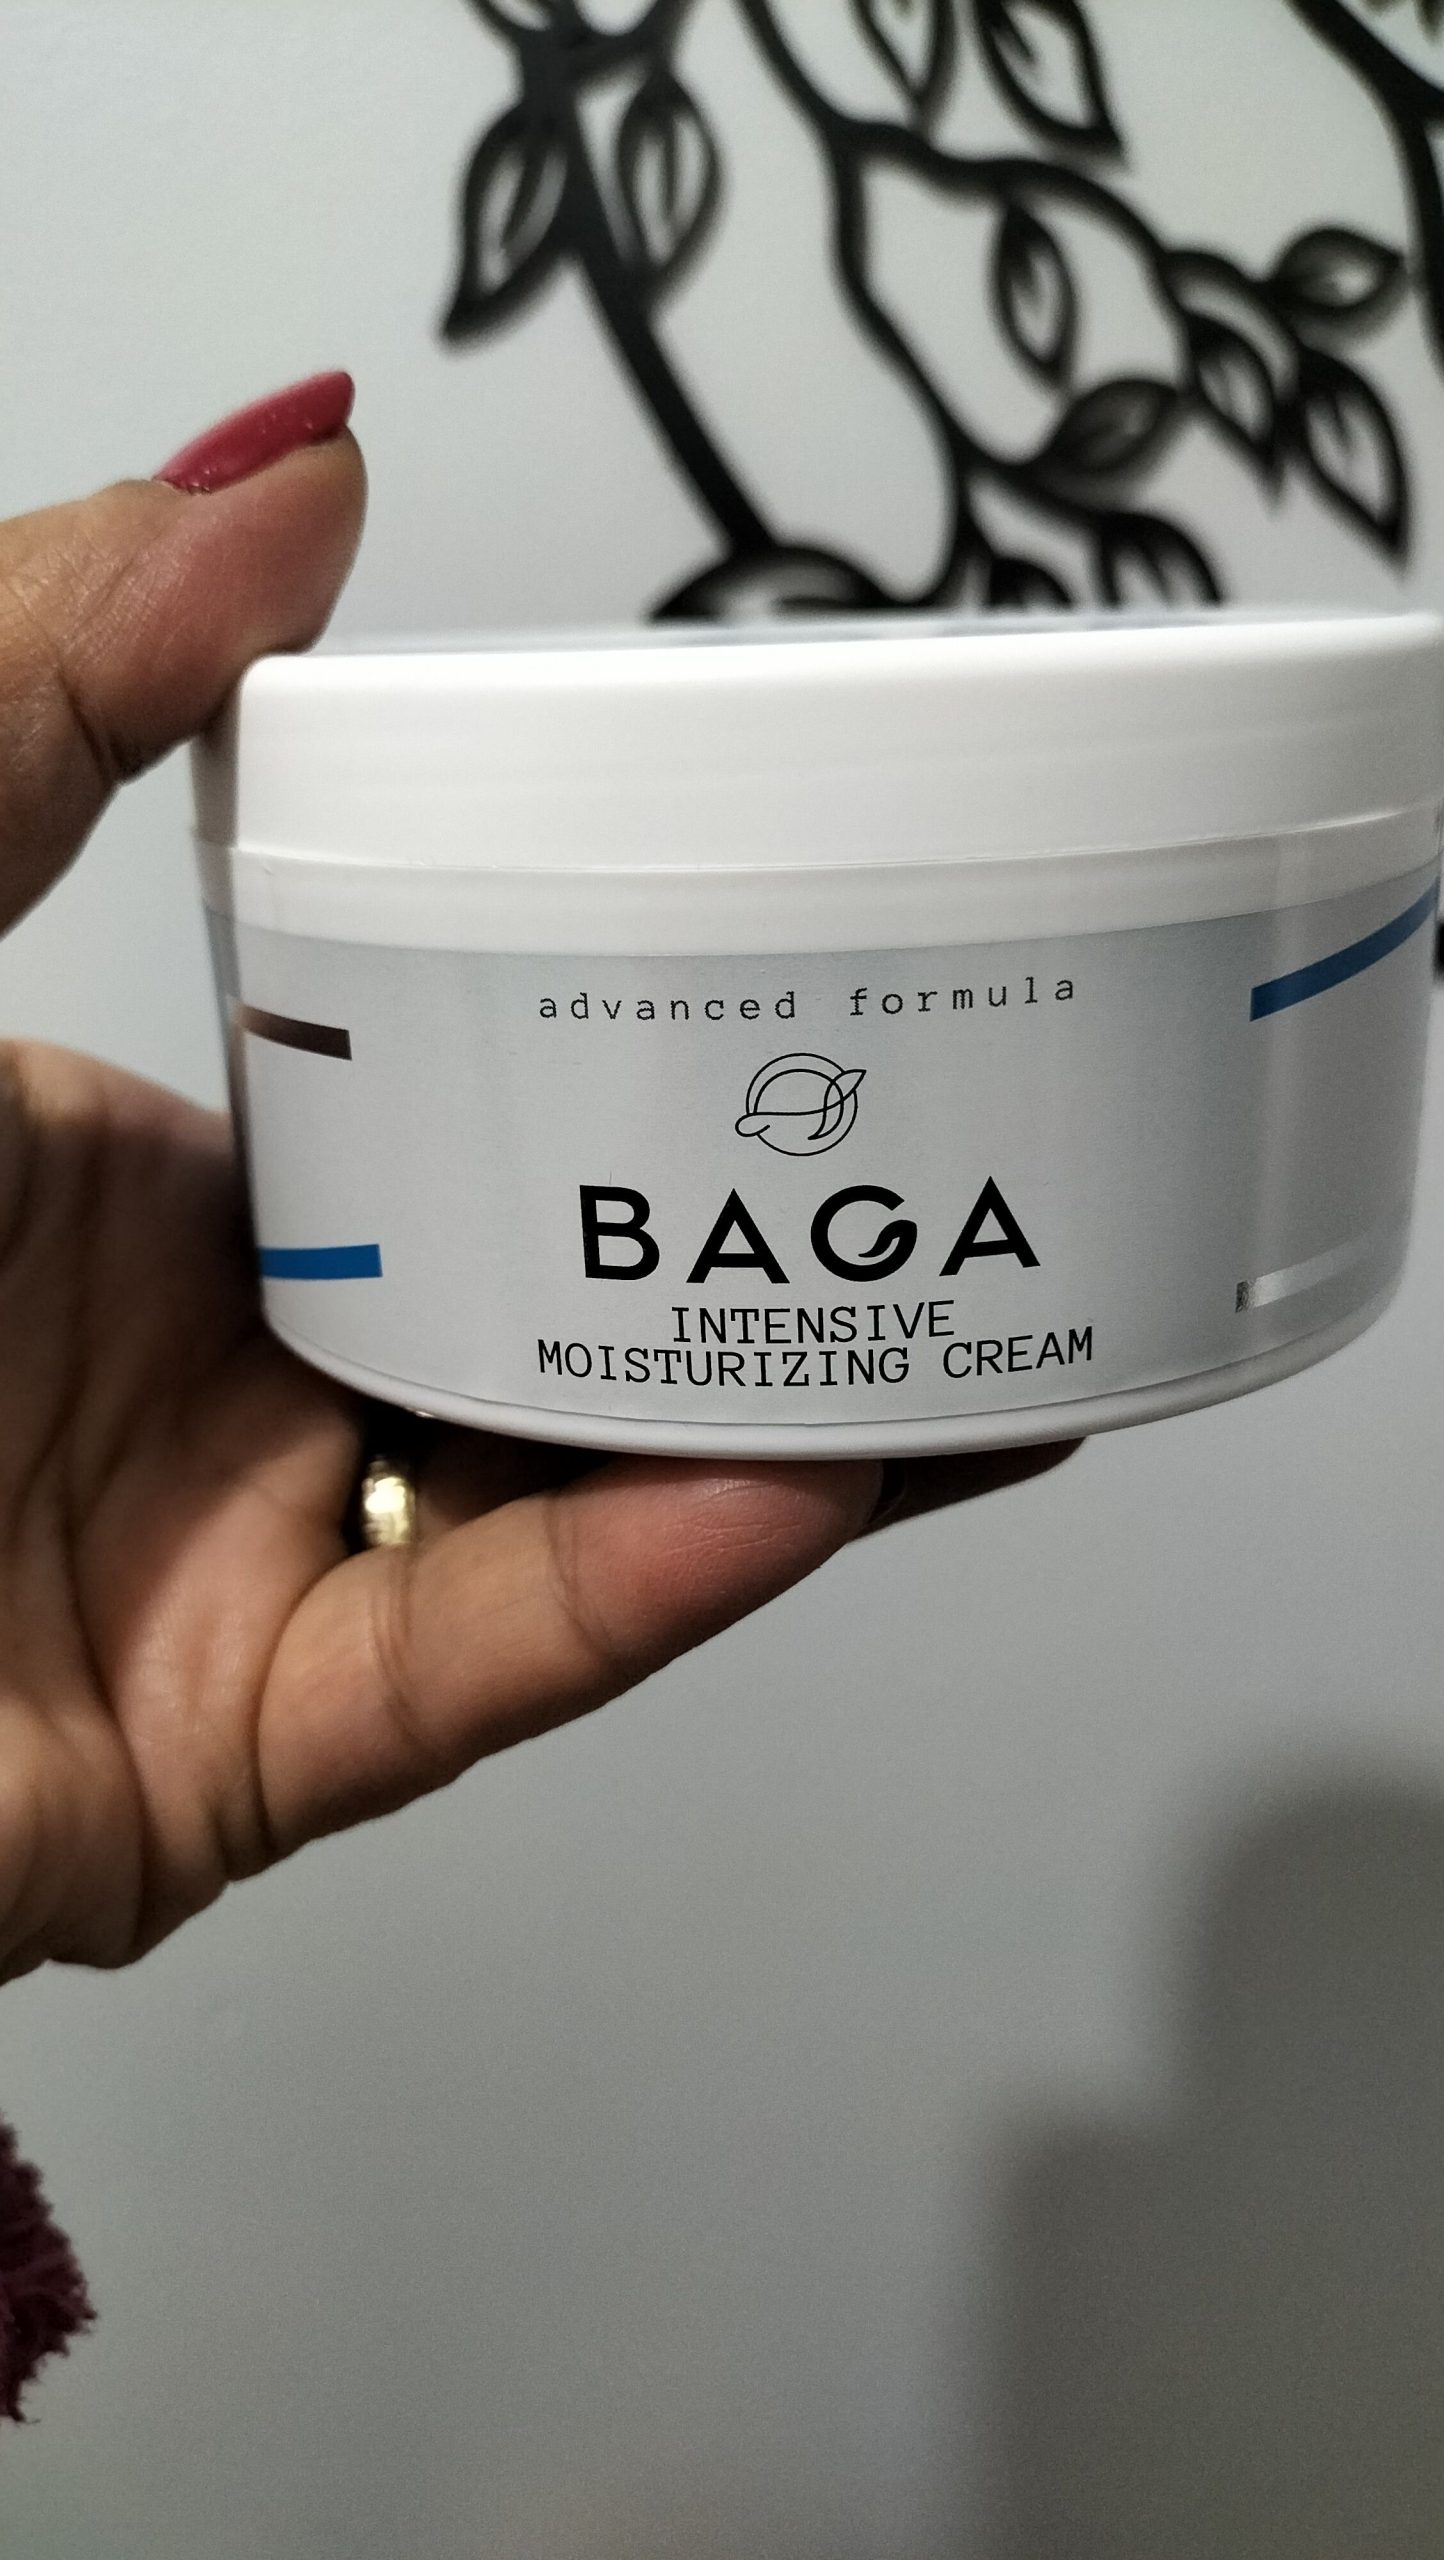 advanced formula
BAGA
INTENSIVE
MOISTURIZING CREAM